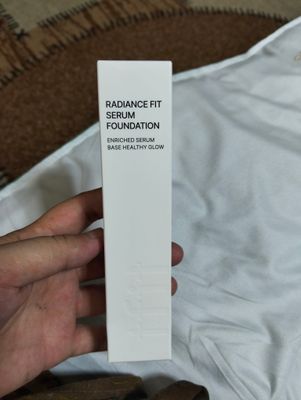 RADIANCE FIT
SERUM
FOUNDATION
ENRICHED SERUM
BASE HEALTHY GLOW